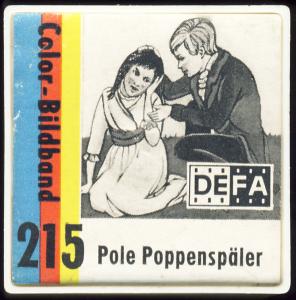 Color-Bildband
DEFA
215 Pole Poppenspäler